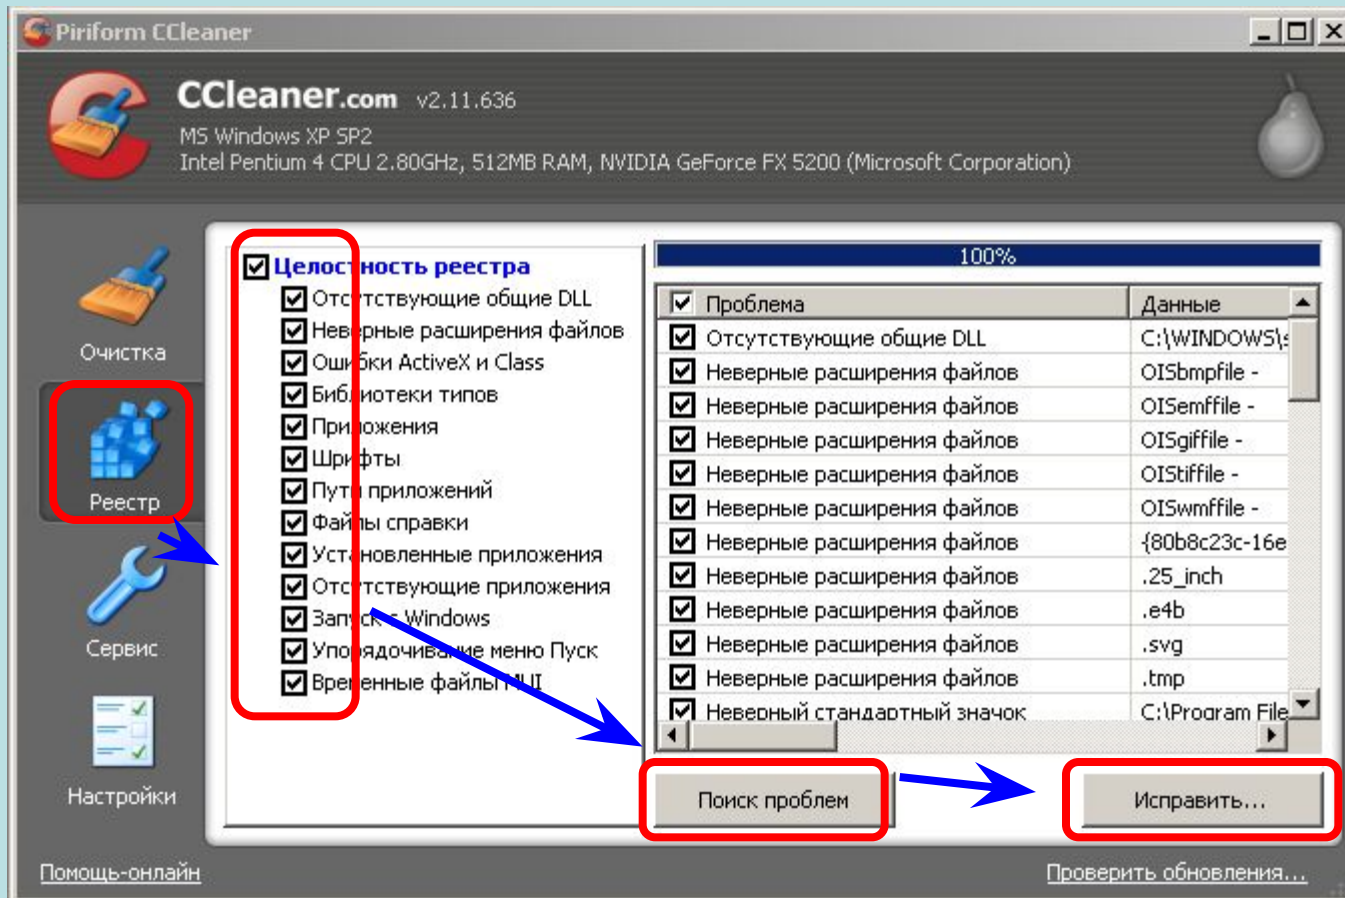 Piriform CCleaner
CCleaner.com v2.11.636
MS Windows XP SP2
Intel Pentium 4 CPU 2.80GHz, 512MB RAM, NVIDIA GeForce FX 5200 (Microsoft Corporation)
Очистка
Реестр
Сервис
Настройки
Целостность реестра
Отсутствующие общие DLL
Неверные расширения файлов
Ошибки ActiveX и Class
Библиотеки типов
Приложения
Шрифты
Пути приложений
Файлы справки
Установленные приложения
Отсутствующие приложения
Запуск с Windows
Упорядочивание меню Пуск
Временные файлы MUI
100%
Проблема Данные
Отсутствующие общие DLL C:\WINDOWS\s
Неверные расширения файлов OISbmpfile -
Неверные расширения файлов OISemffile -
Неверные расширения файлов OISgiffile -
Неверные расширения файлов OIStiffile -
Неверные расширения файлов OISwmffile -
Неверные расширения файлов {80b8c23c-16e
Неверные расширения файлов .25_inch
Неверные расширения файлов .e4b
Неверные расширения файлов .svg
Неверные расширения файлов .tmp
Неверный стандартный значок C:\Program File
Поиск проблем
Исправить...
Помощь-онлайн
Проверить обновления...